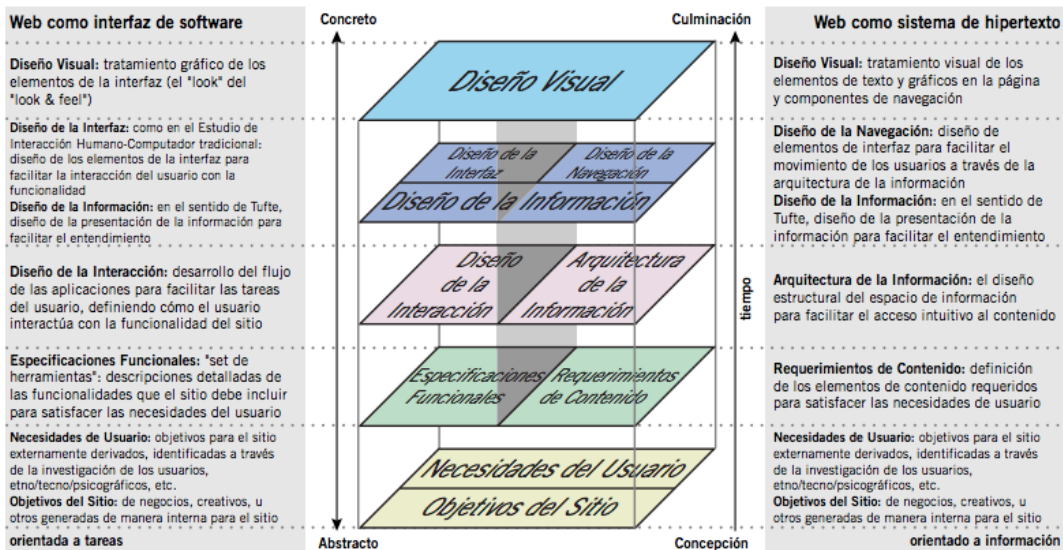 Web como interfaz de software
Diseño Visual: tratamiento gráfico de los
elementos de la interfaz (el "look" del
"look & feel")
Diseño de la Interfaz: como en el Estudio de
Interacción Humano-Computador tradicional:
diseño de los elementos de la interfaz para
facilitar la interacción del usuario con la
funcionalidad
Diseño de la Información: en el sentido de Tufte,
diseño de la presentación de la información para
facilitar el entendimiento
Diseño de la Interacción: desarrollo del flujo
de las aplicaciones para facilitar las tareas
del usuario, definiendo cómo el usuario
interactúa con la funcionalidad del sitio
Especificaciones Funcionales: "set de
herramientas": descripciones detalladas de
las funcionalidades que el sitio debe incluir
para satisfacer las necesidades del usuario
Necesidades de Usuario: objetivos para el sitio
externamente derivados, identificadas a través
de la investigación de los usuarios,
etno/tecno/psicográficos, etc.
Objetivos del Sitio: de negocios, creativos, u
otros generadas de manera interna para el sitio
orientada a tareas
Concreto
Culminación
Diseño Visual
Diseño de la
Interfaz
Diseño de la
Navegación
Diseño de la Información
Diseño
de la
Interacción
Arquitectura
de la
Información
Especificaciones
Funcionales
Requerimientos
de Contenido
Necesidades del Usuario
Objetivos del Sitio
tiempo
Abstracto
Concepción
Web como sistema de hipertexto
Diseño Visual: tratamiento visual de los
elementos de texto y gráficos en la página
y componentes de navegación
Diseño de la Navegación: diseño de
elementos de interfaz para facilitar el
movimiento de los usuarios a través de la
arquitectura de la información
Diseño de la Información: en el sentido de
Tufte, diseño de la presentación de la
información para facilitar el entendimiento
Arquitectura de la Información: el diseño
estructural del espacio de información
para facilitar el acceso intuitivo al contenido
Requerimientos de Contenido: definición
de los elementos de contenido requeridos
para satisfacer las necesidades de usuario
Necesidades de Usuario: objetivos para el sitio
externamente derivados, identificadas a través
de la investigación de los usuarios,
etno/tecno/psicográficos, etc.
Objetivos del Sitio: de negocios, creativos, u
otros generadas de manera interna para el sitio
orientado a información